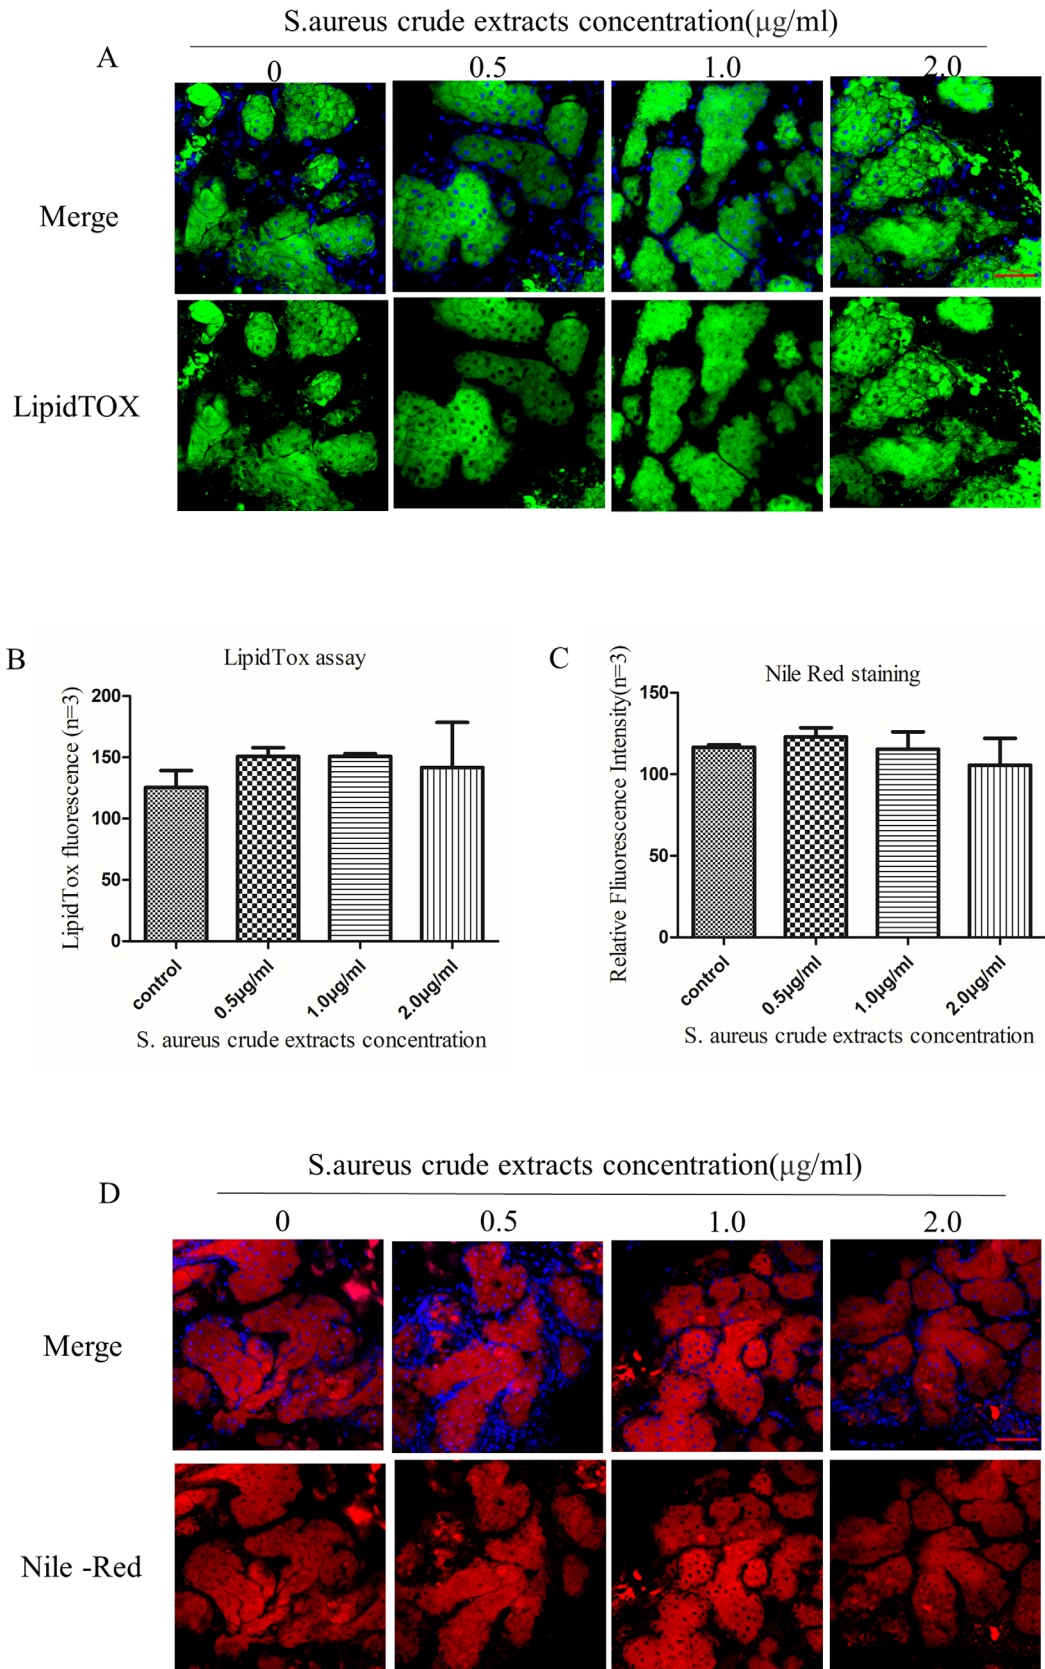 S.aureus crude extracts concentration(μg/ml)
A
0 0.5 1.0 2.0
Merge
LipidTOX
B
LipidTox assay
LipidTox fluorescence (n=3)
200
150
100
50
0
control 0.5μg/ml 1.0μg/ml 2.0μg/ml
S. aureus crude extracts concentration
C
Nile Red staining
Relative Fliuorescence Intensity(n=3)
150
100
50
0
control 0.5μg/ml 1.0μg/ml 2.0μg/ml
S. aureus crude extracts concentration
S.aureus crude extracts concentration(μg/ml)
D
0 0.5 1.0 2.0
Merge
Nile -Red